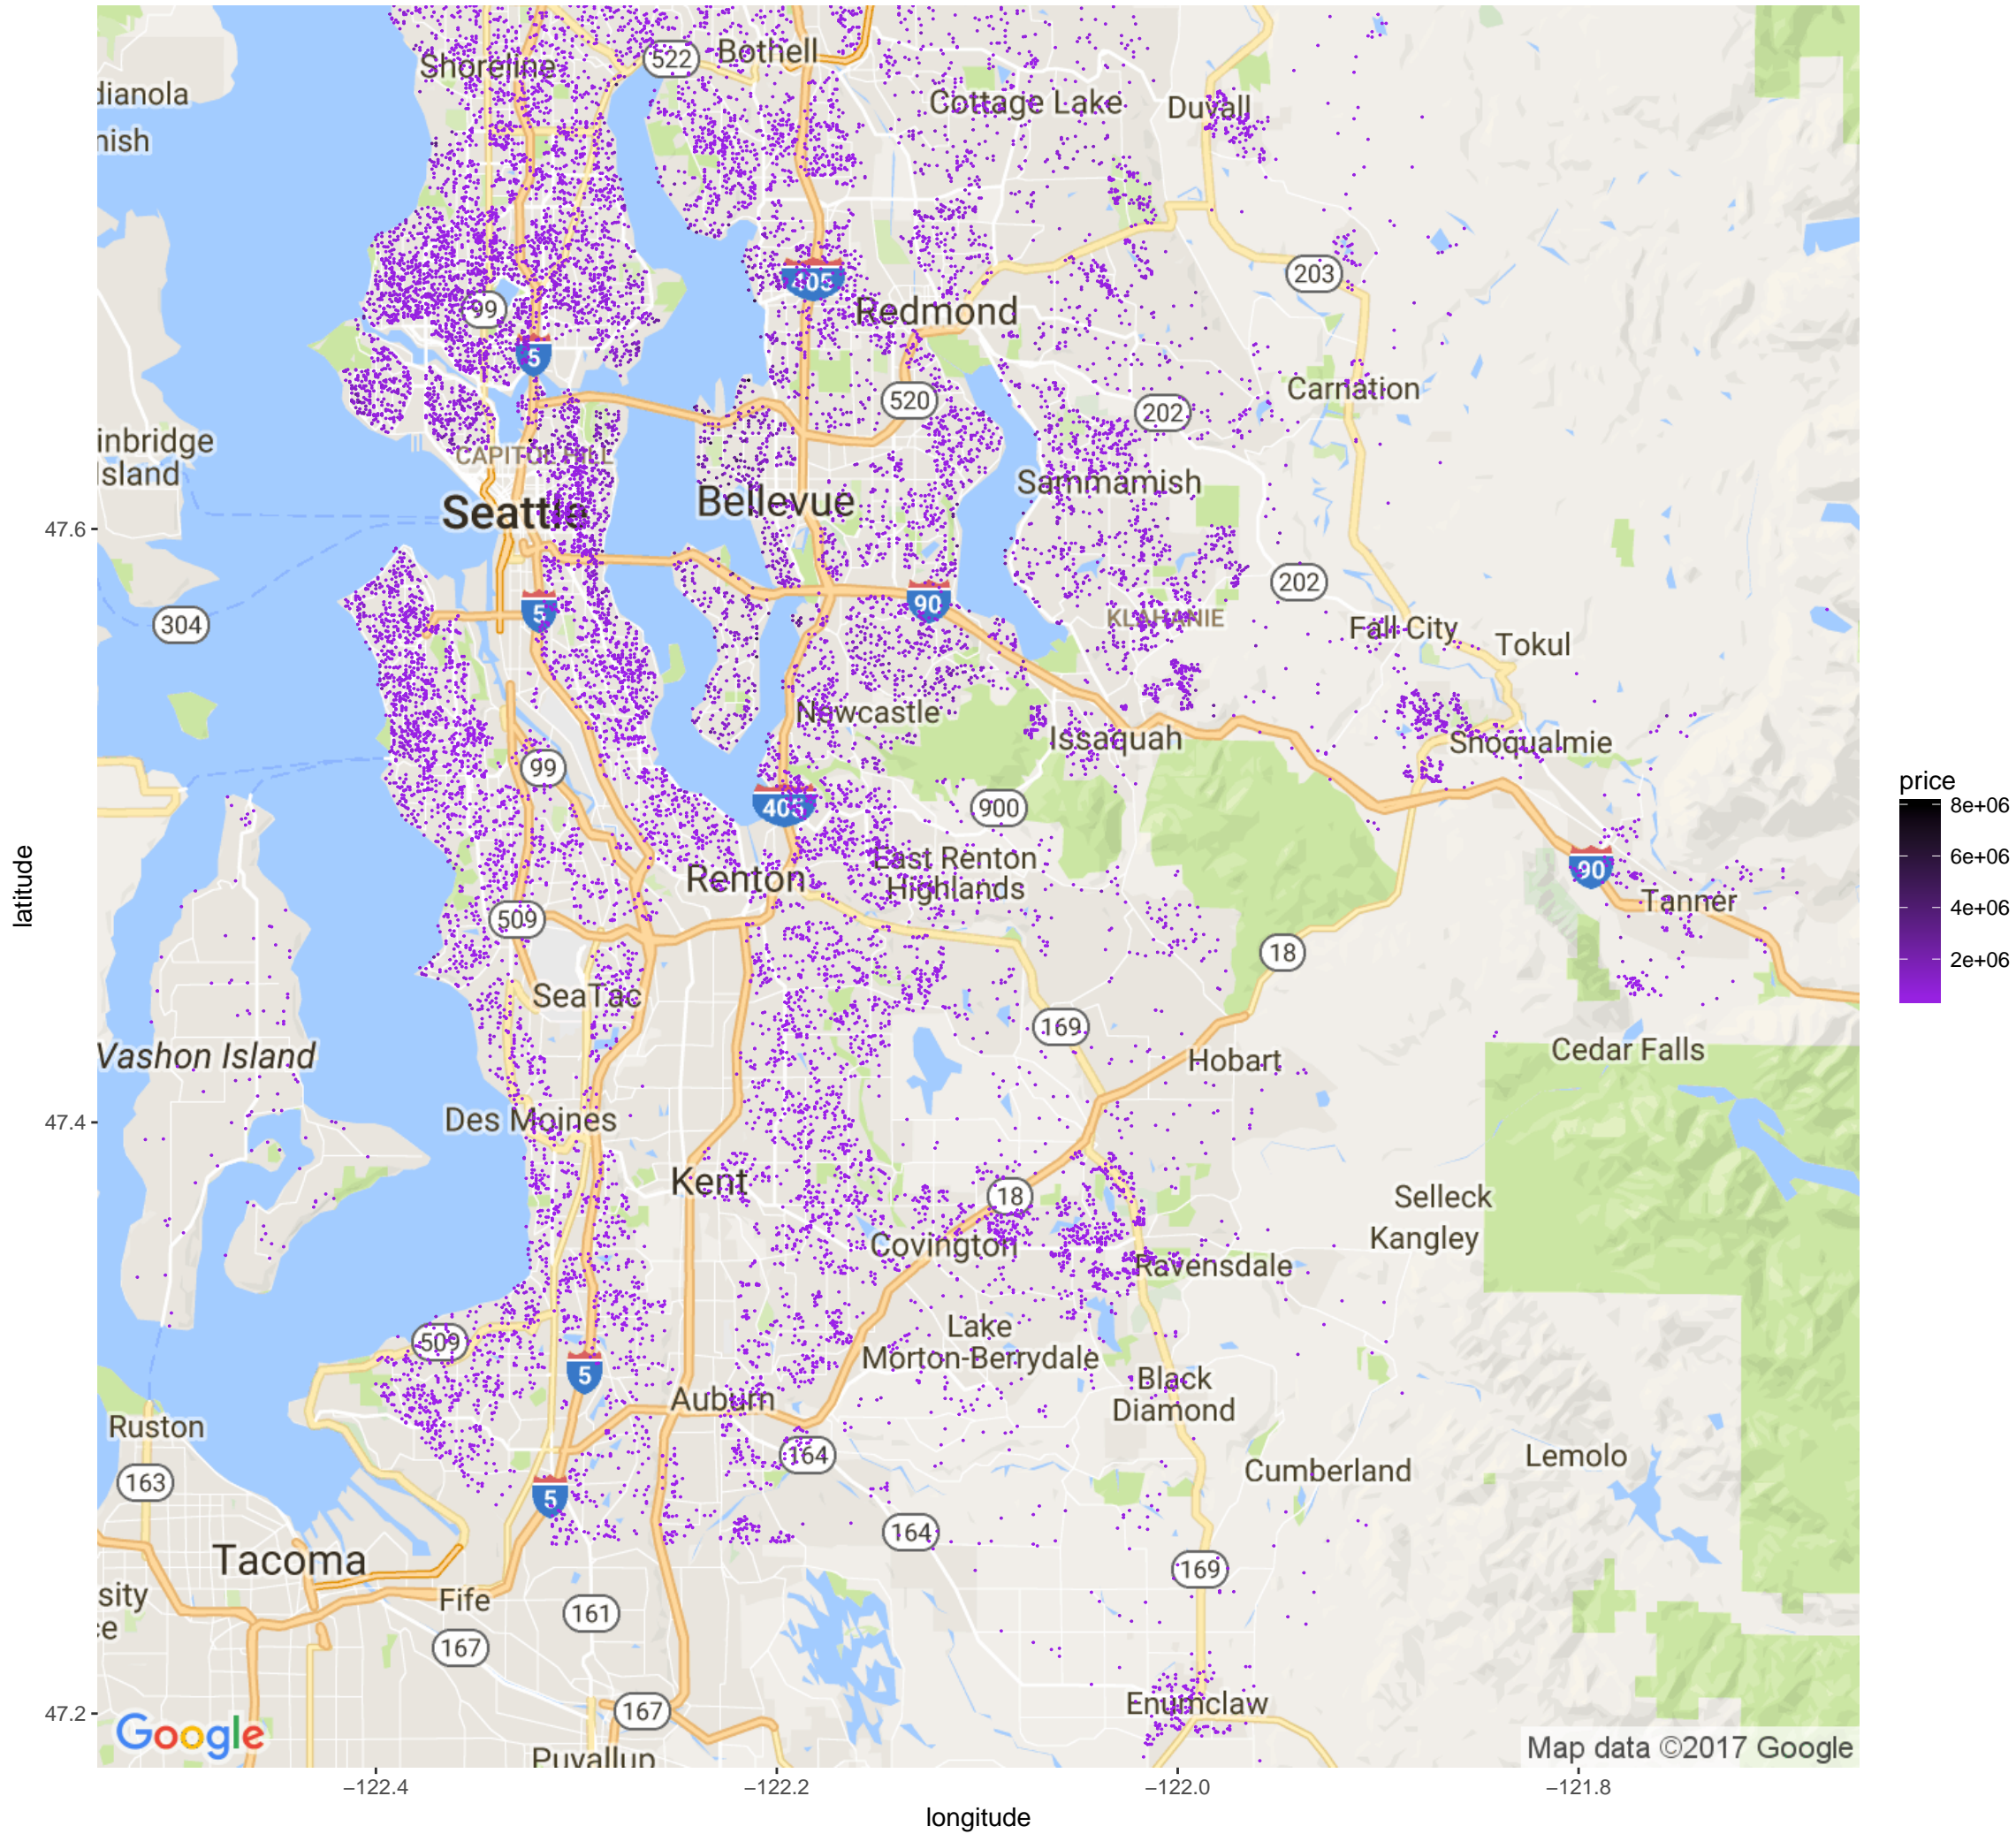 Shoreline
522
Bothell
dianola
Cottage Lake
Duvall
mish
203
405
99
Redmond
5
Carnation
520
202
inbridge
Island
CAPITOL HILL
Sammamish
Seattle
Bellevue
47.6
202
90
5
304
KLAHANIE
Fall City
Tokul
Newcastle
Issaquah
Snoqualmie
99
405
900
price
8e+06
6e+06
4e+06
2e+06
East Renton
Highlands
Renton
90
Tanner
latitude
509
18
SeaTac
169
Vashon Island
Hobart
Cedar Falls
47.4
Des Moines
Kent
18
Selleck
Kangley
Covington
Ravensdale
509
Lake
Morton-Berrydale
5
Black
Diamond
Auburn
Ruston
164
Lemolo
163
Cumberland
5
164
Tacoma
169
sity
ce
Fife
161
167
Enumclaw
167
47.2
Google
Puyallup
Map data ©2017 Google
−122.4
−122.2
−122.0
−121.8
longitude